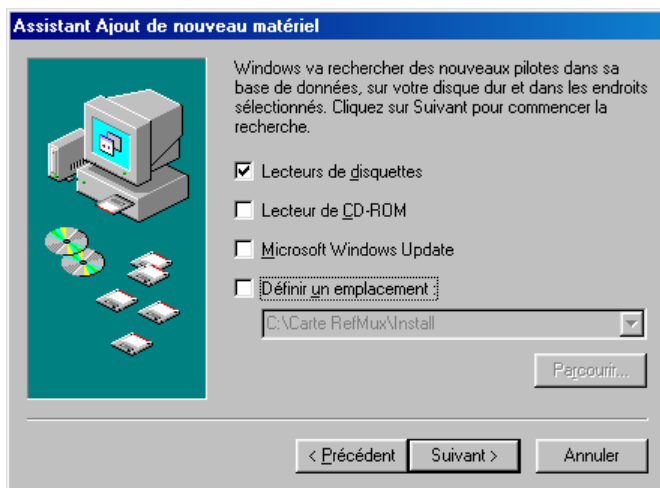 Assistant Ajout de nouveau matériel
Windows va rechercher des nouveaux pilotes dans sa
base de données, sur votre disque dur et dans les endroits
sélectionnés. Cliquez sur Suivant pour commencer la
recherche.
Lecteurs de disquettes
Lecteur de CD-ROM
Microsoft Windows Update
Définir un emplacement :
C:\Carte RefMux\Install
Parcourir...
< Précédent
Suivant >
Annuler